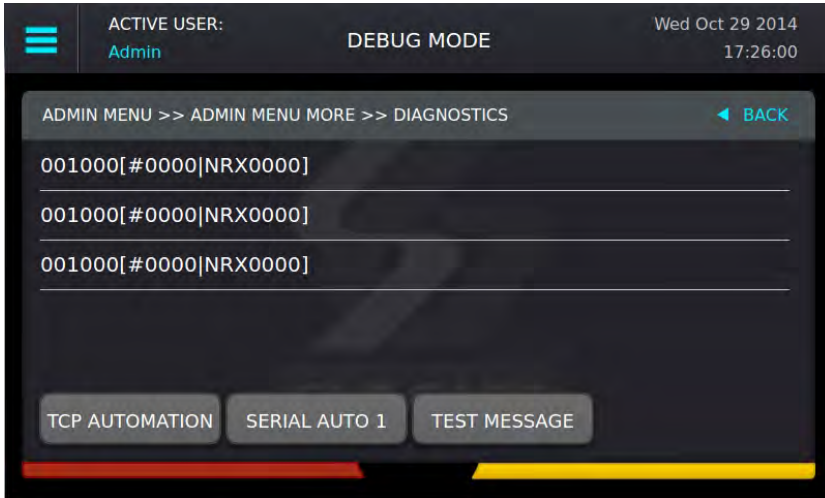 ACTIVE USER:
Admin
DEBUG MODE
Wed Oct 29 2014
17:26:00
ADMIN MENU >> ADMIN MENU MORE >> DIAGNOSTICS
BACK
001000[#0000|NRX0000]
001000[#0000|NRX0000]
001000[#0000|NRX0000]
TCP AUTOMATION
SERIAL AUTO 1
TEST MESSAGE